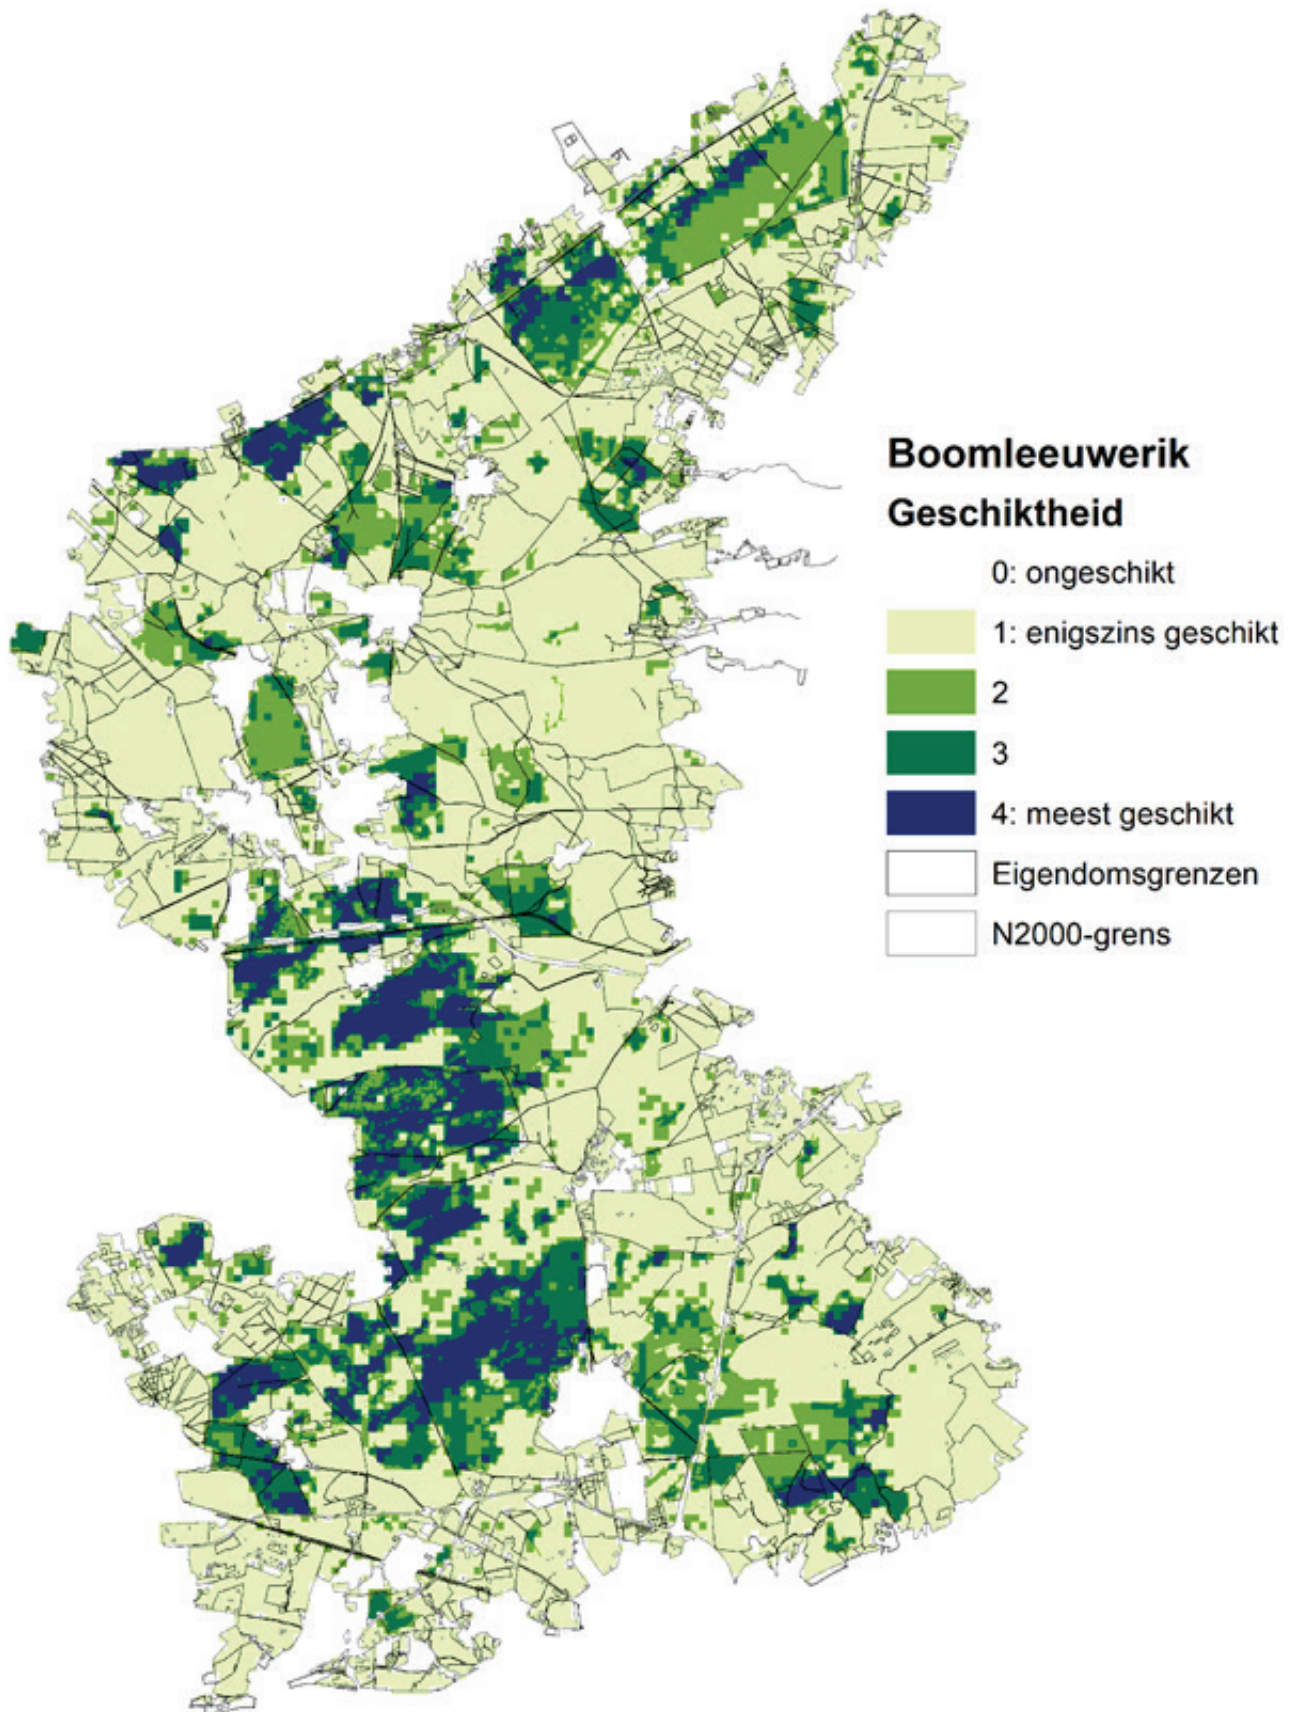 Boomleeuwerik
Geschiktheid
0: ongeschikt
1: enigszins geschikt
2
3
4: meest geschikt
Eigendomsgrenzen
N2000-grens